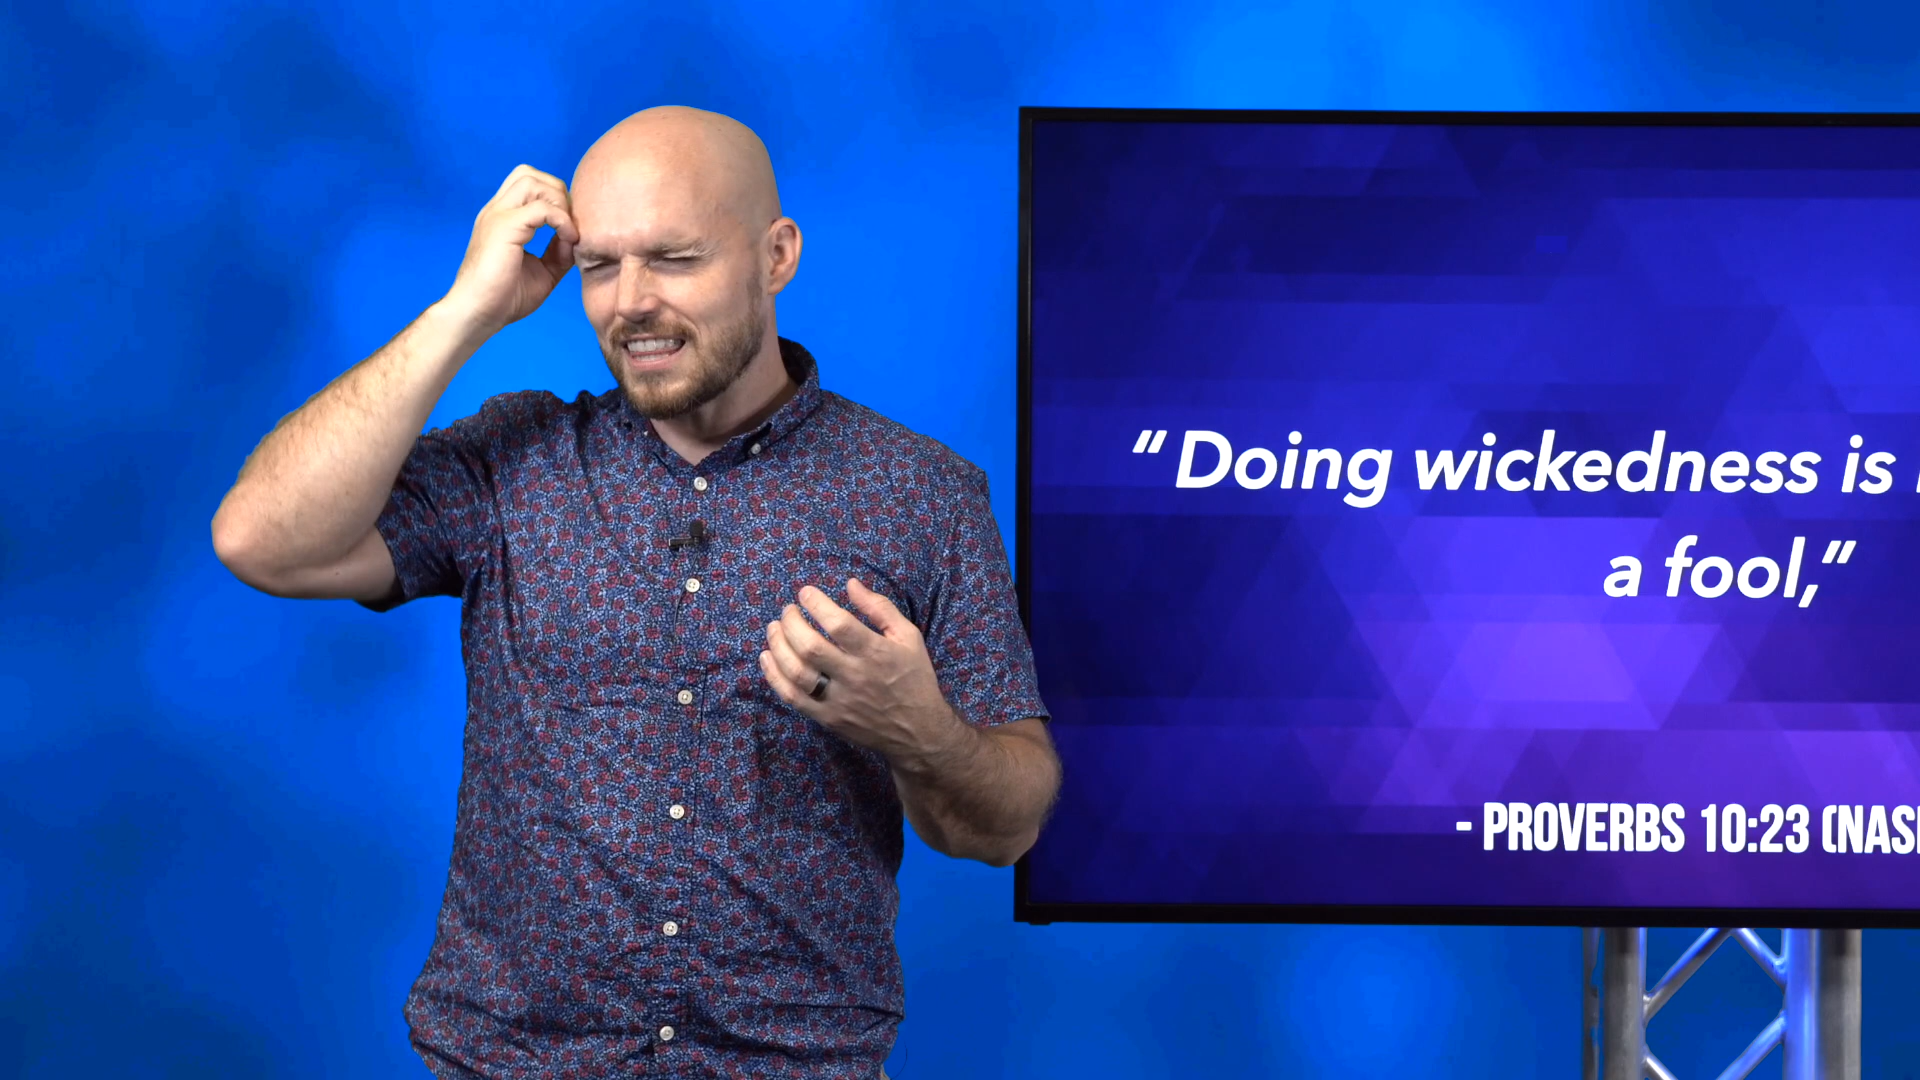 “Doing wickedness is
a fool,”
- PROVERBS 10:23 (NAS